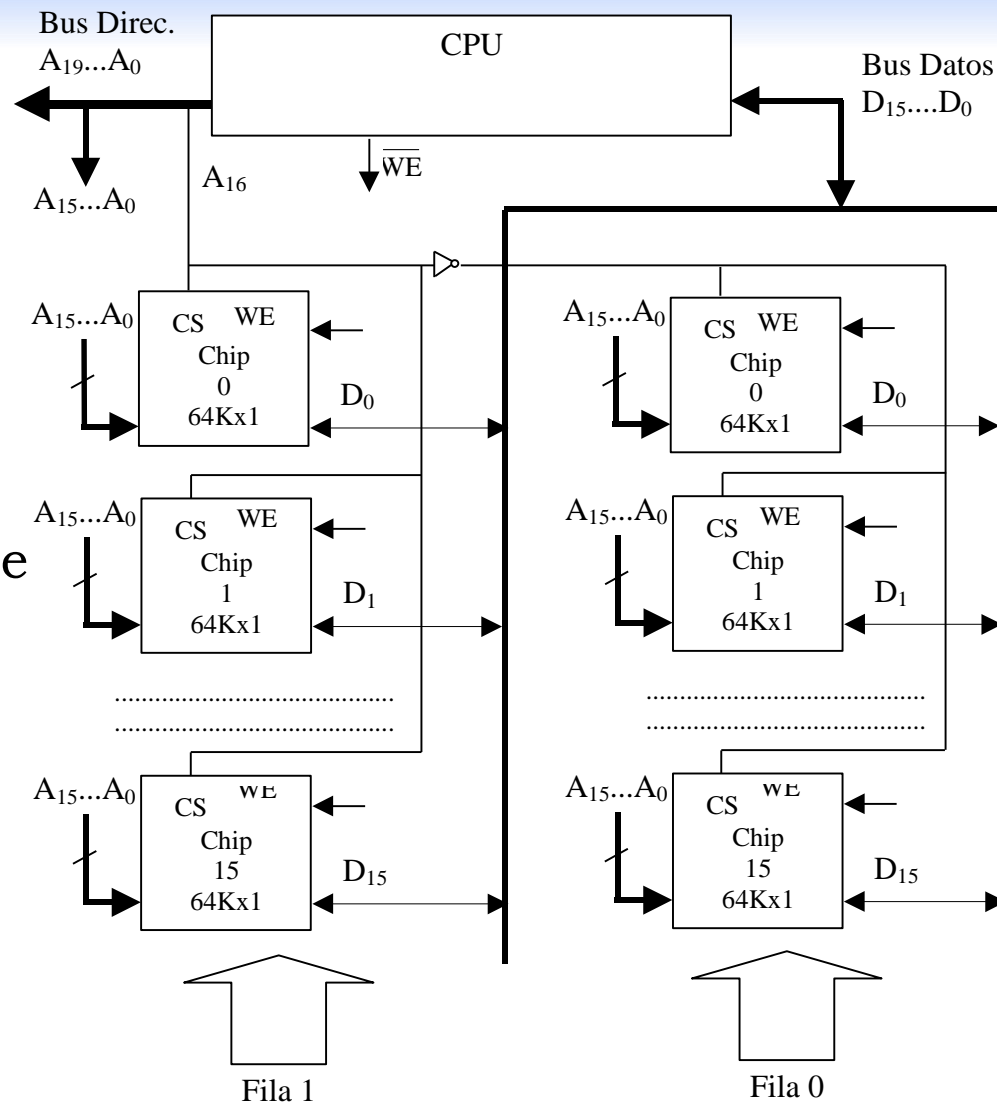 Bus Direc.
A₁₉...A₀
CPU
Bus Datos
D₁₅....D₀
A₁₅...A₀
A₁₆
W̅E̅
A₁₅...A₀
CS WE
Chip
0
64Kx1
D₀
A₁₅...A₀
CS WE
Chip
0
64Kx1
D₀
e
A₁₅...A₀
CS WE
Chip
1
64Kx1
D₁
A₁₅...A₀
CS WE
Chip
1
64Kx1
D₁
................................................
................................................
................................................
................................................
A₁₅...A₀
CS WE
Chip
15
64Kx1
D₁₅
A₁₅...A₀
CS WE
Chip
15
64Kx1
D₁₅
Fila 1
Fila 0